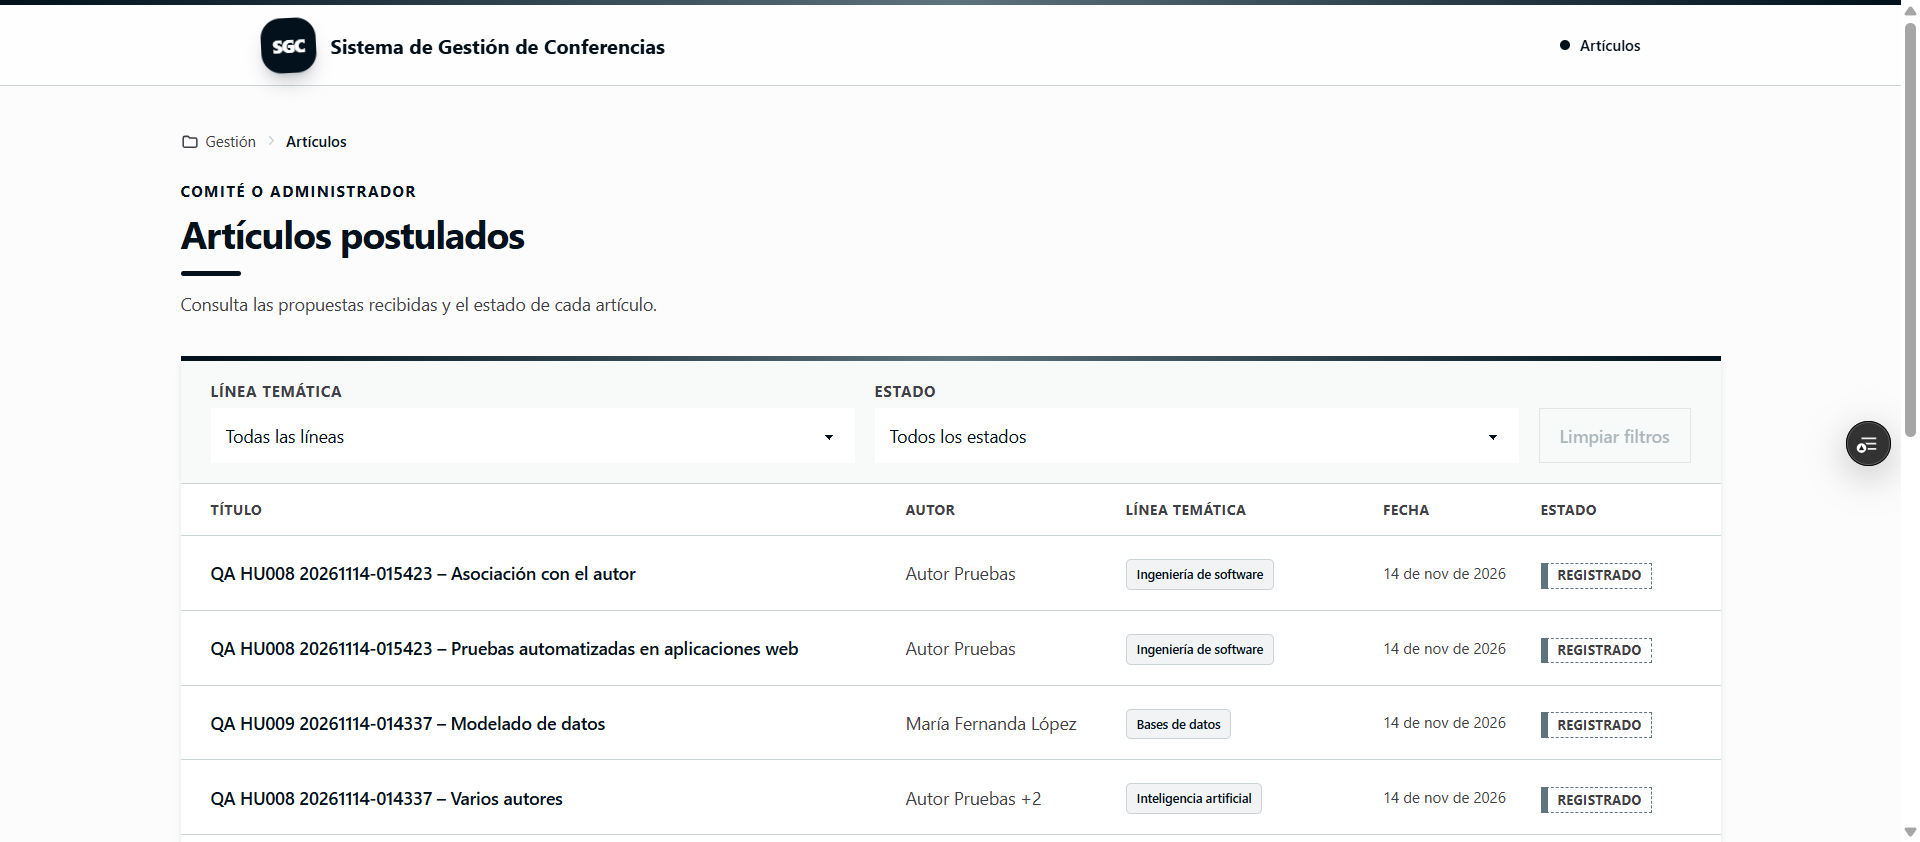 SGC Sistema de Gestión de Conferencias
Artículos
Gestión > Artículos
COMITÉ O ADMINISTRADOR
Artículos postulados
Consulta las propuestas recibidas y el estado de cada artículo.
LÍNEA TEMÁTICA ESTADO
Todas las líneas Todos los estados Limpiar filtros
TÍTULO AUTOR LÍNEA TEMÁTICA FECHA ESTADO
QA HU008 20261114-015423 – Asociación con el autor Autor Pruebas Ingeniería de software 14 de nov de 2026 REGISTRADO
QA HU008 20261114-015423 – Pruebas automatizadas en aplicaciones web Autor Pruebas Ingeniería de software 14 de nov de 2026 REGISTRADO
QA HU009 20261114-014337 – Modelado de datos María Fernanda López Bases de datos 14 de nov de 2026 REGISTRADO
QA HU008 20261114-014337 – Varios autores Autor Pruebas +2 Inteligencia artificial 14 de nov de 2026 REGISTRADO